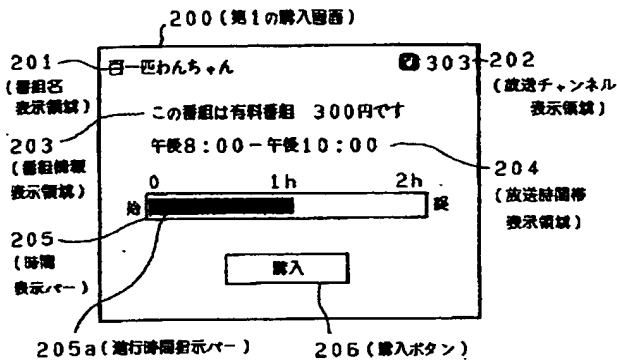 200(第1の購入画面)
201
(番組名
表示領域)
百一匹わんちゃん
303
202
(放送チャンネル
表示領域)
この番組は有料番組 300円です
203
(番組情報
表示領域)
午後8:00-午後10:00
204
(放送時間帯
表示領域)
0 1h 2h
始
終
205
(時間
表示バー)
購入
205a(進行時間指示バー)
206(購入ボタン)